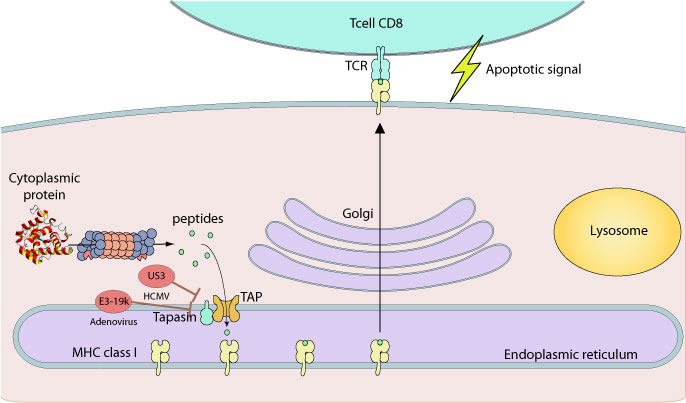 Tcell CD8
TCR
Apoptotic signal
Cytoplasmic
protein
peptides
Golgi
Lysosome
US3
HCMV
E3-19k
Adenovirus
Tapasin
TAP
MHC class I
Endoplasmic reticulum